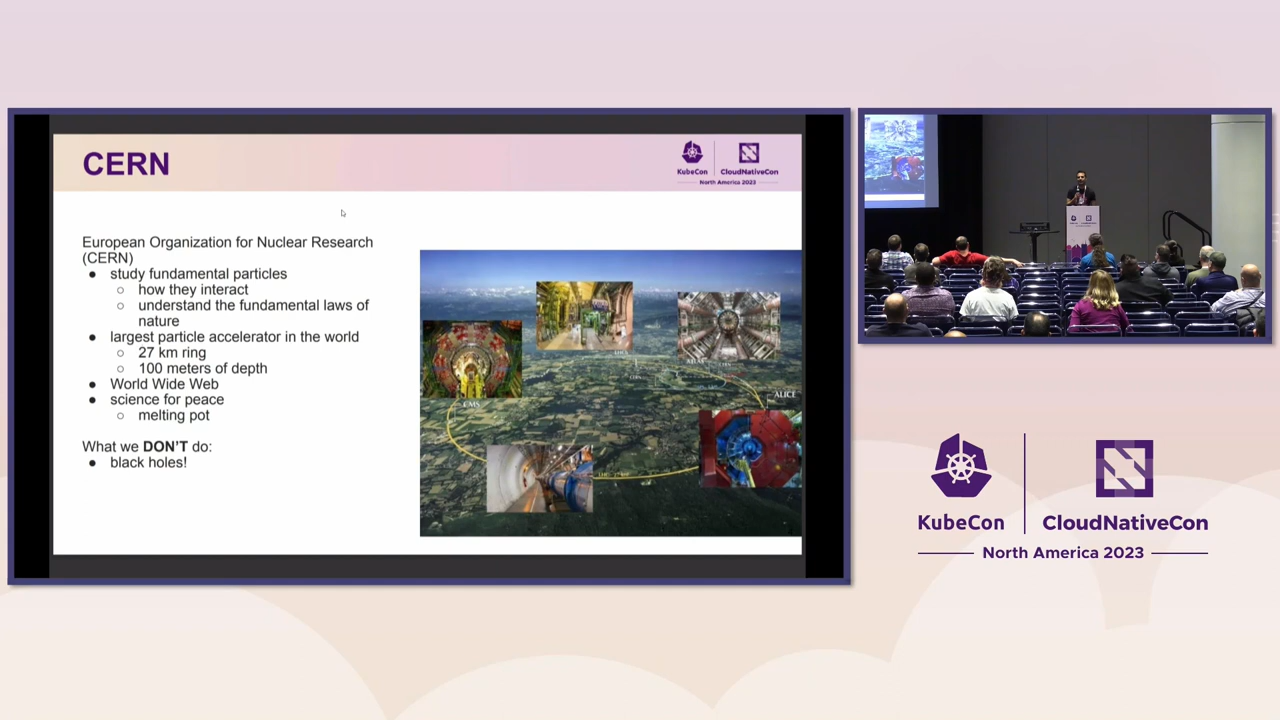 CERN
KubeCon
CloudNativeCon
North America 2023
European Organization for Nuclear Research
(CERN)
● study fundamental particles
○ how they interact
○ understand the fundamental laws of
nature
● largest particle accelerator in the world
○ 27 km ring
○ 100 meters of depth
● World Wide Web
● science for peace
○ melting pot
What we DON'T do:
● black holes!
CMS
ATLAS
ALICE
KubeCon
CloudNativeCon
North America 2023